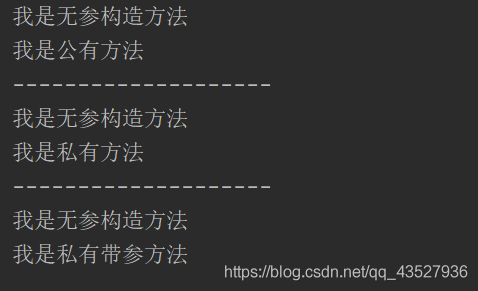 我是无参构造方法
我是公有方法
--------------------
我是无参构造方法
我是私有方法
--------------------
我是无参构造方法
我是私有带参方法
https://blog.csdn.net/qq_43527936